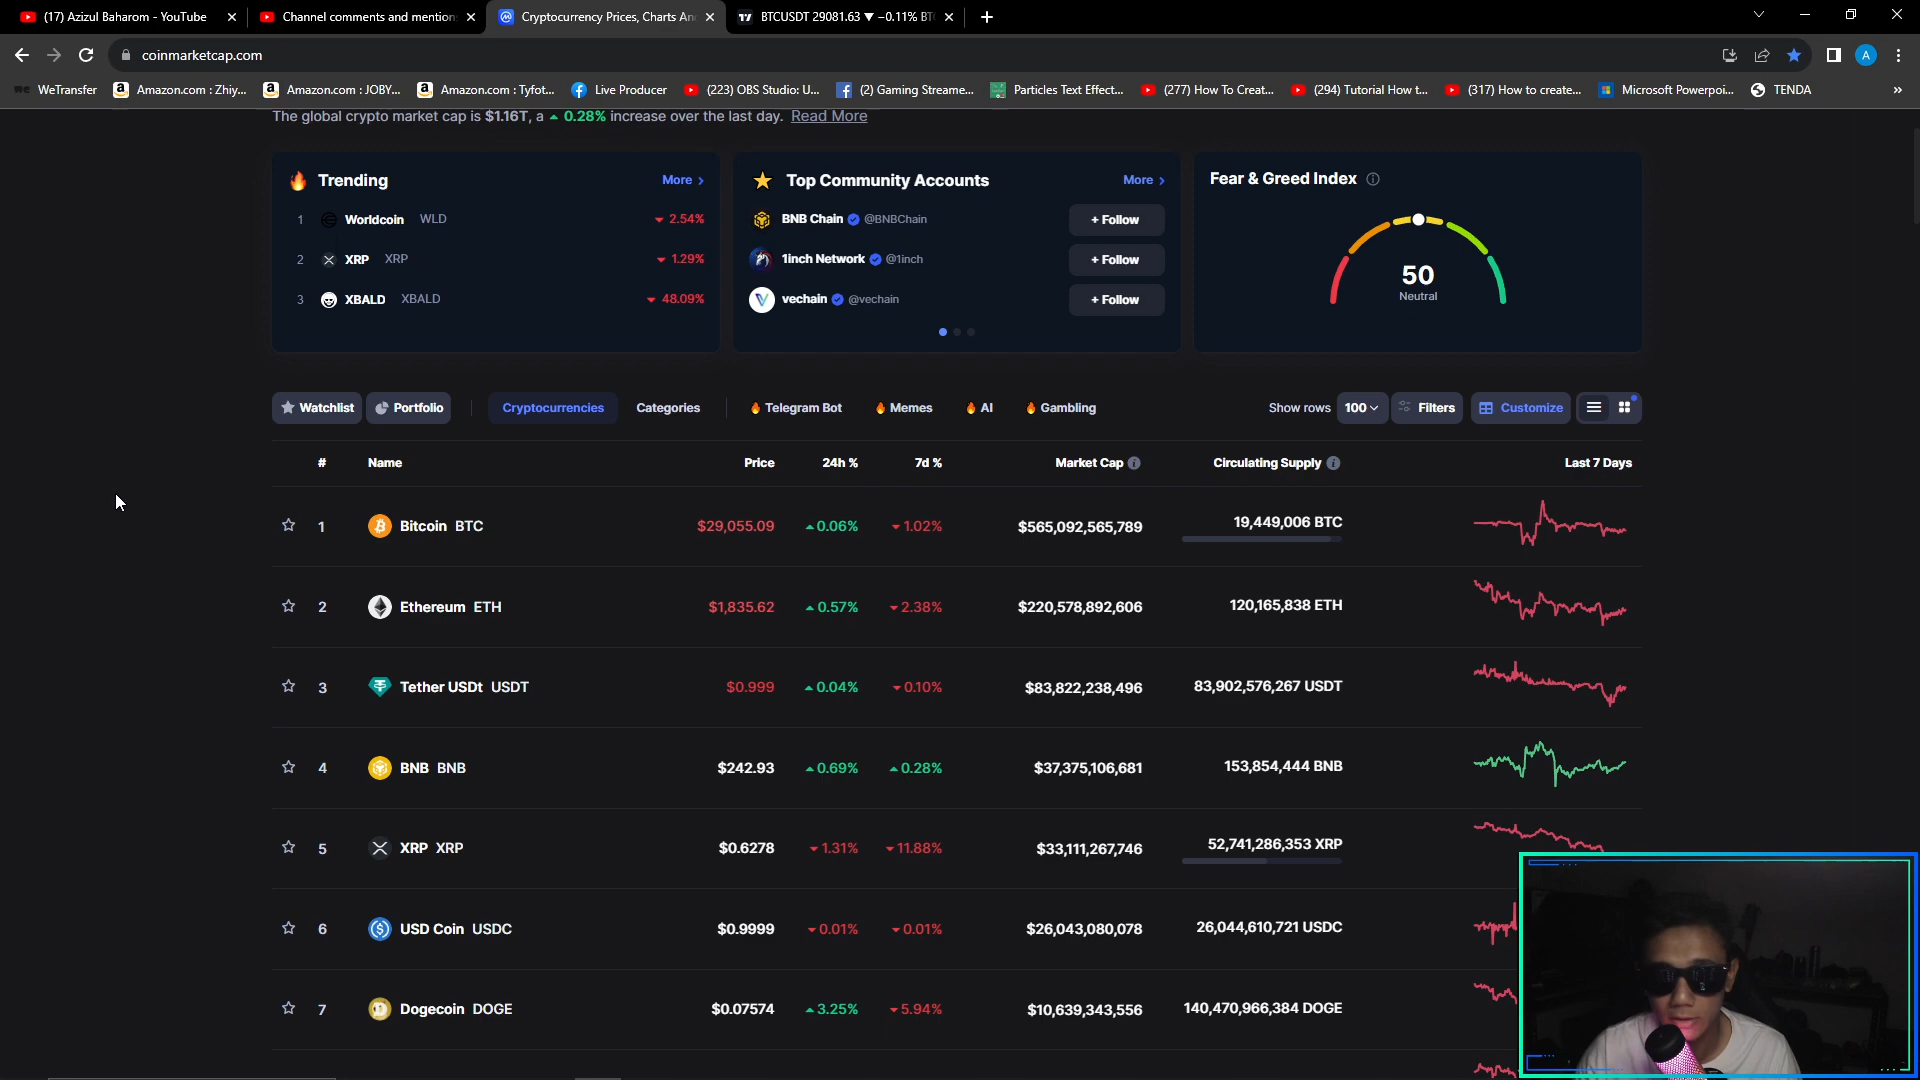 (17) Azizul Baharom - YouTube
Channel comments and mention
Cryptocurrency Prices, Charts An
BTCUSDT 29081.63 ▼ −0.11% BT
coinmarketcap.com
A
WeTransfer
Amazon.com : Zhiy...
Amazon.com : JOBY...
Amazon.com : Tyfot...
Live Producer
(223) OBS Studio: U...
(2) Gaming Streame...
Particles Text Effect...
(277) How To Creat...
(294) Tutorial How t...
(317) How to create...
Microsoft Powerpoi...
TENDA
The global crypto market cap is $1.16T, a ▲ 0.28% increase over the last day. Read More
Trending
More >
1 Worldcoin WLD ▼ 2.54%
2 XRP XRP ▼ 1.29%
3 XBALD XBALD ▼ 48.09%
Top Community Accounts
More >
BNB Chain @BNBChain + Follow
1inch Network @1inch + Follow
vechain @vechain + Follow
Fear & Greed Index
50
Neutral
Watchlist
Portfolio
Cryptocurrencies
Categories
Telegram Bot
Memes
AI
Gambling
Show rows
100
Filters
Customize
# Name Price 24h % 7d % Market Cap Circulating Supply Last 7 Days
1 Bitcoin BTC $29,055.09 ▲0.06% ▼1.02% $565,092,565,789 19,449,006 BTC
2 Ethereum ETH $1,835.62 ▲0.57% ▼2.38% $220,578,892,606 120,165,838 ETH
3 Tether USDt USDT $0.999 ▲0.04% ▼0.10% $83,822,238,496 83,902,576,267 USDT
4 BNB BNB $242.93 ▲0.69% ▲0.28% $37,375,106,681 153,854,444 BNB
5 XRP XRP $0.6278 ▼1.31% ▼11.88% $33,111,267,746 52,741,286,353 XRP
6 USD Coin USDC $0.9999 ▼0.01% ▼0.01% $26,043,080,078 26,044,610,721 USDC
7 Dogecoin DOGE $0.07574 ▲3.25% ▼5.94% $10,639,343,556 140,470,966,384 DOGE